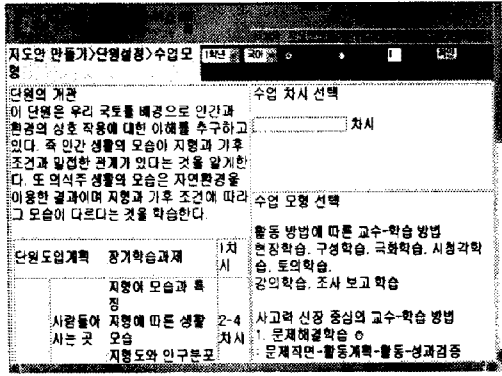 지도안 만들기>단원설정>수업모
형
1학년 국어 1 확인
단원의 개관
이 단원은 우리 국토를 배경으로 인간과
환경의 상호 작용에 대한 이해를 추구하고
있다. 즉 인간 생활의 모습이 지형과 기후
조건과 밀접한 관계가 있다는 것을 알게한
다. 또 의식주 생활의 모습은 자연환경을
이용한 결과이며 지형과 기후 조건에 따라
그 모습이 다르다는 것을 학습한다.
단원 도입계획 장기학습과제 1차
시
지형의 모습과 특
징
사람들이 지형에 따른 생활 2-4
사는 곳 모습 차시
지형도와 인구분포
수업 차시 선택
차시
수업 모형 선택
활동 방법에 따른 교수-학습 방법
현장학습, 구성학습, 극화학습, 시청각학
습, 토의학습,
강의학습, 조사 보고 학습
사고력 신장 중심의 교수-학습 방법
1. 문제해결학습
: 문제직면-활동계획-활동-성과검증